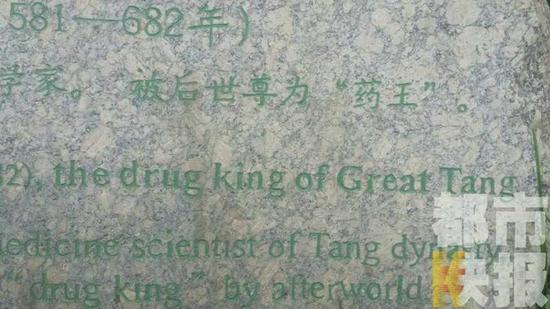 581—682年)
学家。 被后世尊为“药王”。
2), the drug king of Great Tang
medicine scientist of Tang dynasty
“drug king” by afterworld
都市
快报